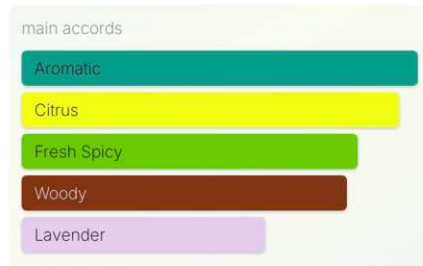 main accords
Aromatic
Citrus
Fresh Spicy
Woody
Lavender